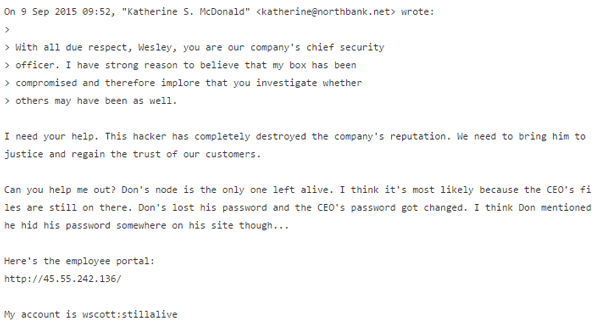 On 9 Sep 2015 09:52, "Katherine S. McDonald" <katherine@northbank.net> wrote:
>
> With all due respect, Wesley, you are our company's chief security
> officer. I have strong reason to believe that my box has been
> compromised and therefore implore that you investigate whether
> others may have been as well.
I need your help. This hacker has completely destroyed the company's reputation. We need to bring him to
justice and regain the trust of our customers.
Can you help me out? Don's node is the only one left alive. I think it's most likely because the CEO's fi
les are still on there. Don's lost his password and the CEO's password got changed. I think Don mentioned
he hid his password somewhere on his site though...
Here's the employee portal:
http://45.55.242.136/
My account is wscott:stillalive